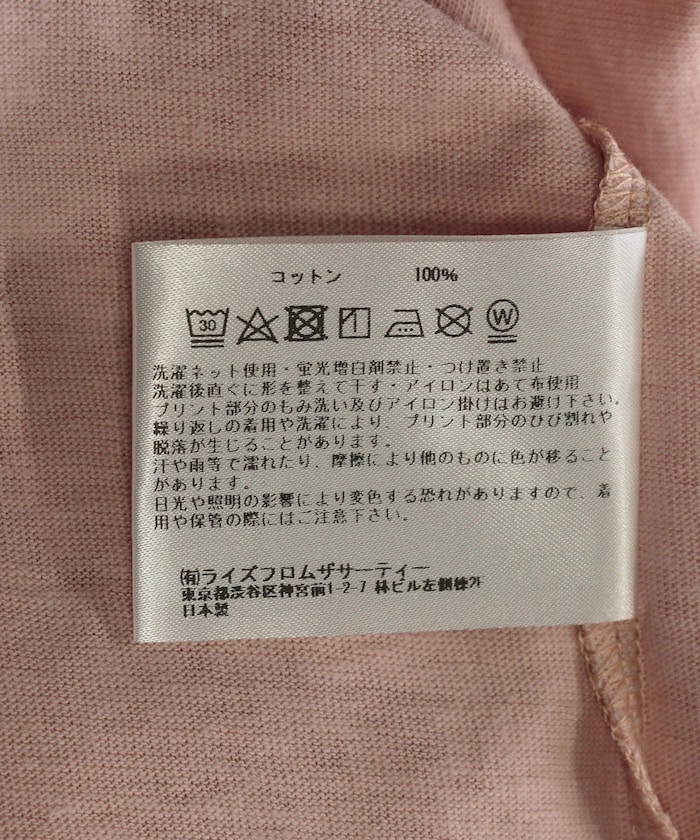 コットン 100%
30 W
洗濯ネット使用・蛍光増白剤禁止・つけ置き禁止
洗濯後直ぐに形を整えて干す・アイロンはあて布使用
プリント部分のもみ洗い及びアイロン掛けはお避け下さい。
繰り返しの着用や洗濯により、プリント部分のひび割れや
脱落が生じることがあります。
汗や雨等で濡れたり、摩擦により他のものに色が移ること
があります。
日光や照明の影響により変色する恐れがありますので、着
用や保管の際にはご注意下さい。
㈲ライズフロムザサーティー
東京都渋谷区神宮前1-2-7 林ビル左側棟2F
日本製